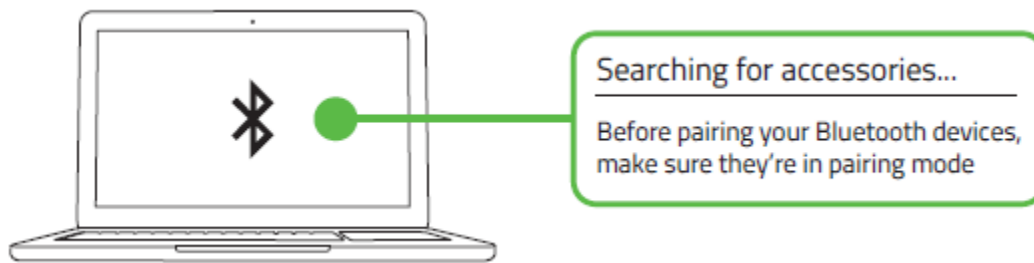 Searching for accessories...
Before pairing your Bluetooth devices,
make sure they're in pairing mode